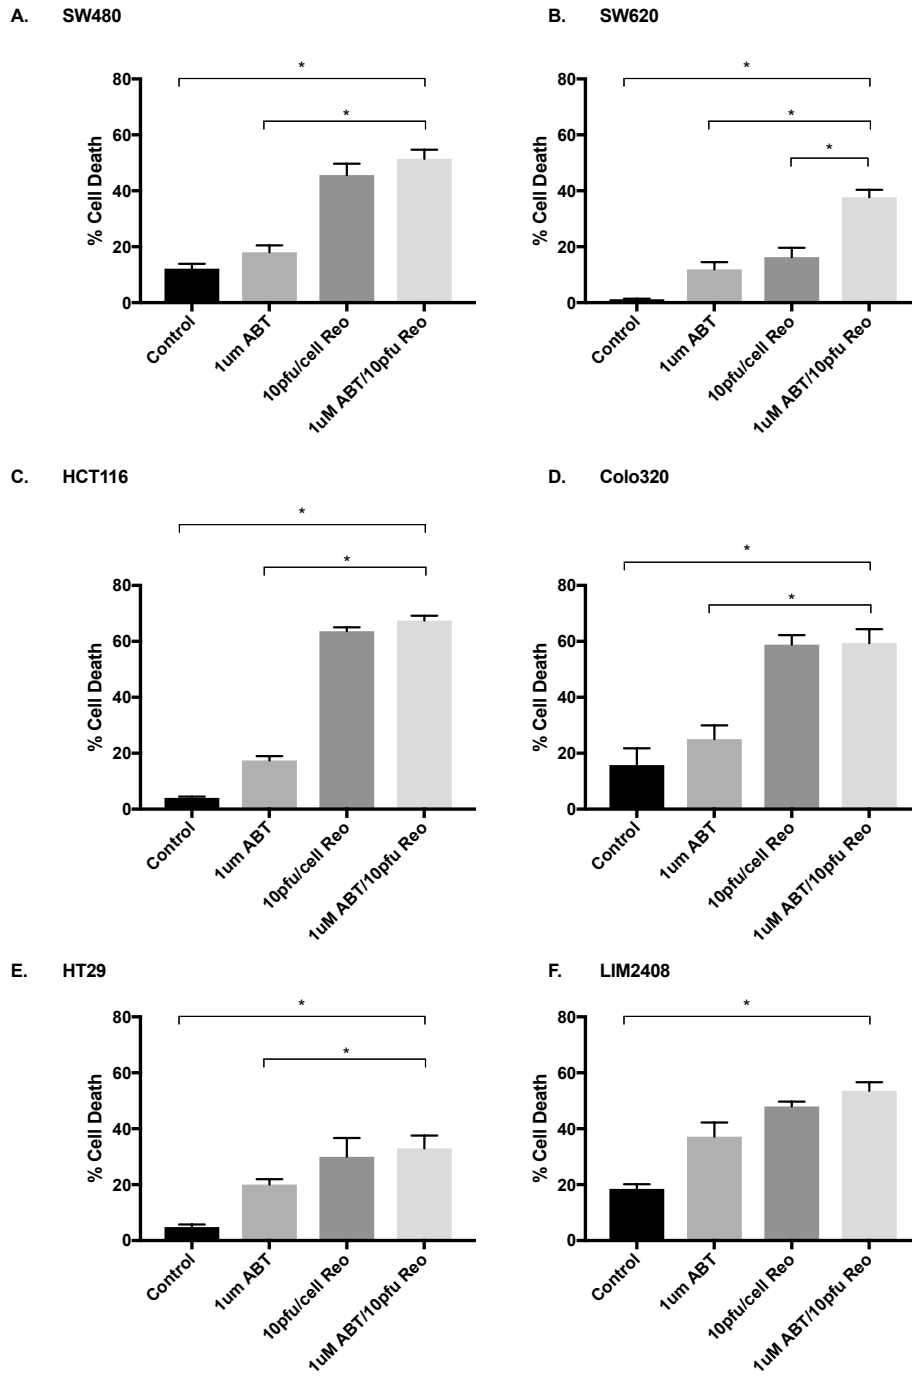 A. SW480
B. SW620
*
*
80
60
40
20
0
% Cell Death
Control
1um ABT
10pfu/cell Reo
1uM ABT/10pfu Reo
*
*
*
80
60
40
20
0
% Cell Death
Control
1um ABT
10pfu/cell Reo
1uM ABT/10pfu Reo
C. HCT116
D. Colo320
*
*
80
60
40
20
0
% Cell Death
Control
1um ABT
10pfu/cell Reo
1uM ABT/10pfu Reo
*
*
80
60
40
20
0
% Cell Death
Control
1um ABT
10pfu/cell Reo
1uM ABT/10pfu Reo
E. HT29
F. LIM2408
*
*
80
60
40
20
0
% Cell Death
Control
1um ABT
10pfu/cell Reo
1uM ABT/10pfu Reo
*
80
60
40
20
0
% Cell Death
Control
1um ABT
10pfu/cell Reo
1uM ABT/10pfu Reo